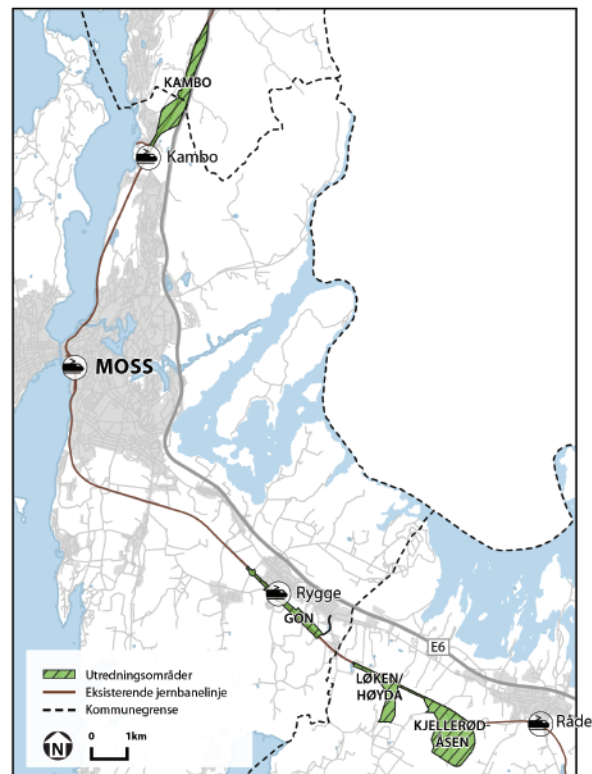 KAMBO
Kambo
MOSS
Rygge
GON
E6
LØKEN/
HØYDA
KJELLERØD-
ÅSEN
Råde
Utredningsområder
Eksisterende jernbanelinje
Kommunegrense
N
0 1km